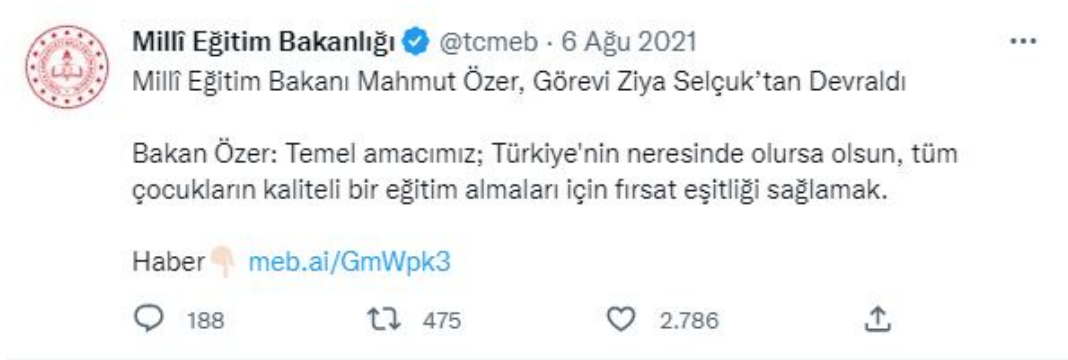 Millî Eğitim Bakanlığı @tcmeb · 6 Ağu 2021
Millî Eğitim Bakanı Mahmut Özer, Görevi Ziya Selçuk’tan Devraldı
Bakan Özer: Temel amacımız; Türkiye'nin neresinde olursa olsun, tüm
çocukların kaliteli bir eğitim almaları için fırsat eşitliği sağlamak.
Haber👇🏻 meb.ai/GmWpk3
188 475 2.786